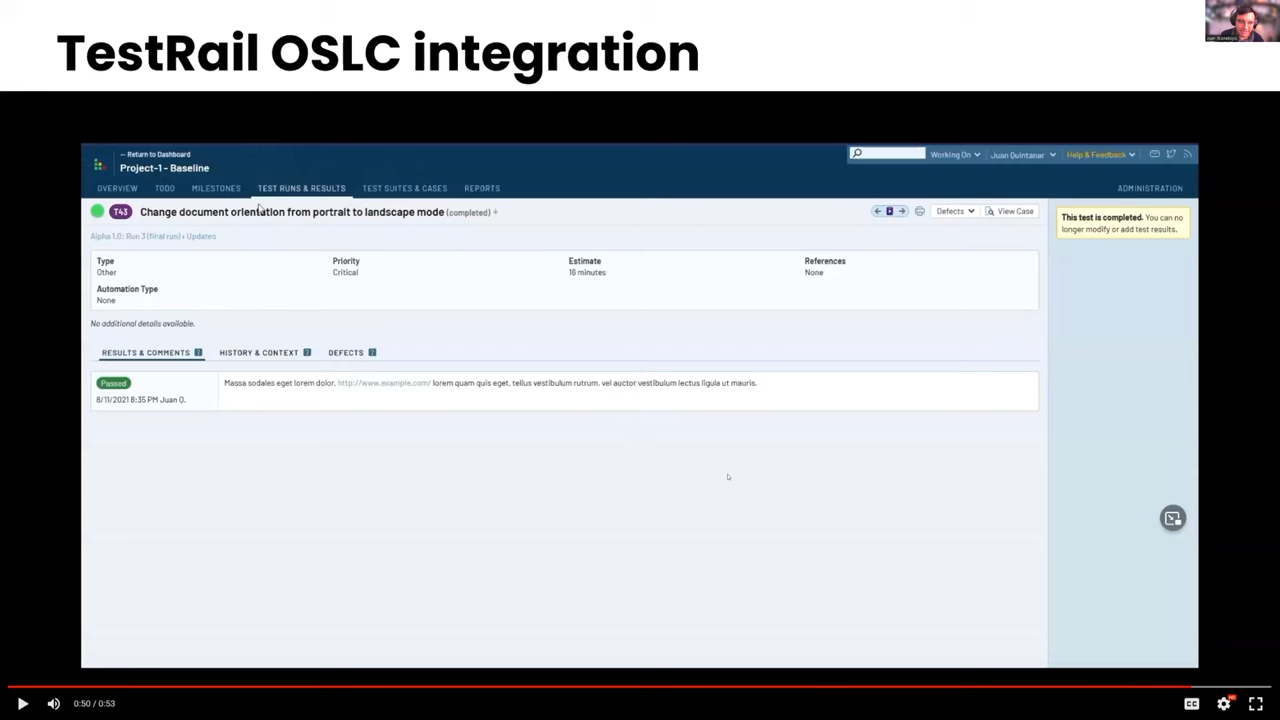 TestRail OSLC integration
← Return to Dashboard
Project-1 - Baseline
Working On
Juan Quintanar
Help & Feedback
OVERVIEW TODO MILESTONES TEST RUNS & RESULTS TEST SUITES & CASES REPORTS ADMINISTRATION
T43 Change document orientation from portrait to landscape mode (completed)
Defects View Case
This test is completed. You can
no longer modify or add test results.
Alpha 1.0: Run 3 (final run) › Updates
Type Priority Estimate References
Other Critical 16 minutes None
Automation Type
None
No additional details available.
RESULTS & COMMENTS ? HISTORY & CONTEXT ? DEFECTS ?
Passed
Massa sodales eget lorem dolor, http://www.example.com/ lorem quam quis eget, tellus vestibulum rutrum, vel auctor vestibulum lectus ligula ut mauris.
8/11/2021 8:35 PM Juan Q.
0:50 / 0:53
CC
HD